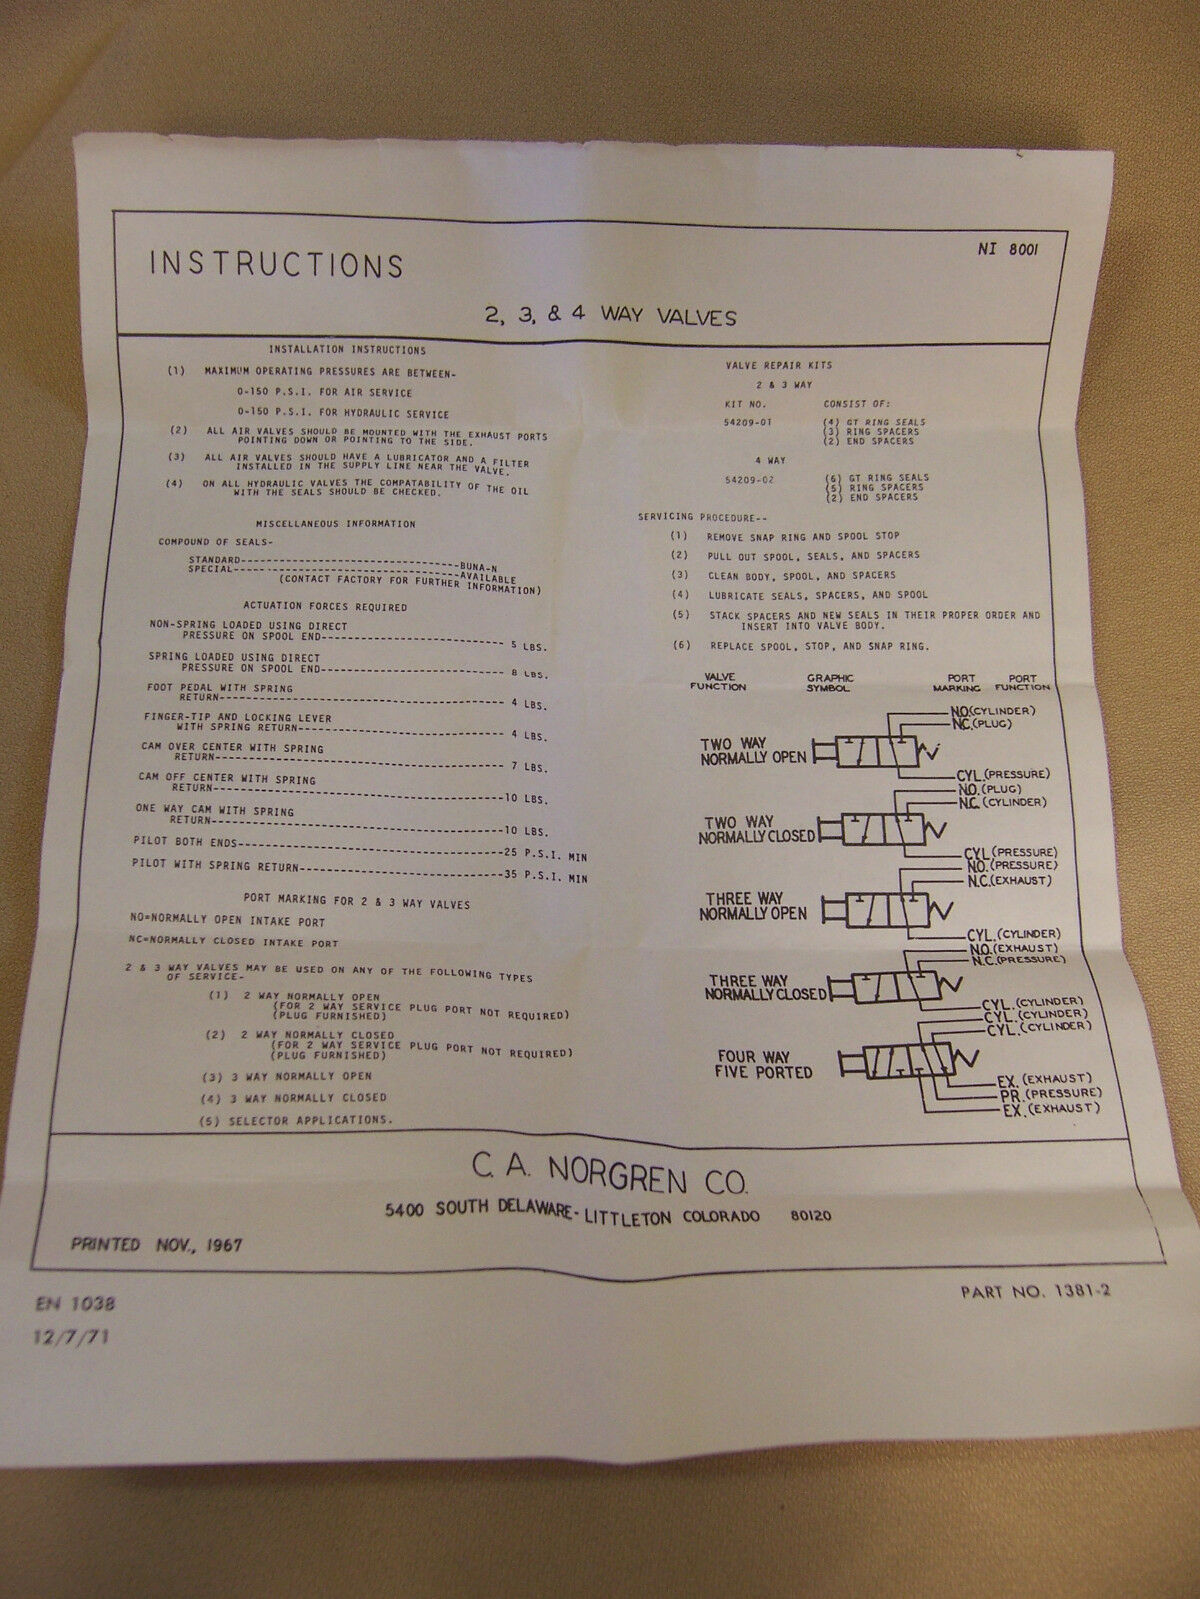 INSTRUCTIONS
NI 8001
2, 3, & 4 WAY VALVES
INSTALLATION INSTRUCTIONS
(1) MAXIMUM OPERATING PRESSURES ARE BETWEEN-
0-150 P.S.I. FOR AIR SERVICE
0-150 P.S.I. FOR HYDRAULIC SERVICE
(2) ALL AIR VALVES SHOULD BE MOUNTED WITH THE EXHAUST PORTS
POINTING DOWN OR POINTING TO THE SIDE.
(3) ALL AIR VALVES SHOULD HAVE A LUBRICATOR AND A FILTER
INSTALLED IN THE SUPPLY LINE NEAR THE VALVE.
(4) ON ALL HYDRAULIC VALVES THE COMPATABILITY OF THE OIL
WITH THE SEALS SHOULD BE CHECKED.
MISCELLANEOUS INFORMATION
COMPOUND OF SEALS-
STANDARD------------------------------BUNA-N
SPECIAL-------------------------------AVAILABLE
(CONTACT FACTORY FOR FURTHER INFORMATION)
ACTUATION FORCES REQUIRED
NON-SPRING LOADED USING DIRECT
PRESSURE ON SPOOL END------------------------- 5 LBS.
SPRING LOADED USING DIRECT
PRESSURE ON SPOOL END------------------------- 8 LBS.
FOOT PEDAL WITH SPRING
RETURN--------------------------------------- 4 LBS.
FINGER-TIP AND LOCKING LEVER
WITH SPRING RETURN---------------------------- 4 LBS.
CAM OVER CENTER WITH SPRING
RETURN--------------------------------------- 7 LBS.
CAM OFF CENTER WITH SPRING
RETURN---------------------------------------10 LBS.
ONE WAY CAM WITH SPRING
RETURN---------------------------------------10 LBS.
PILOT BOTH ENDS------------------------------------25 P.S.I. MIN
PILOT WITH SPRING RETURN---------------------------35 P.S.I. MIN
PORT MARKING FOR 2 & 3 WAY VALVES
NO=NORMALLY OPEN INTAKE PORT
NC=NORMALLY CLOSED INTAKE PORT
2 & 3 WAY VALVES MAY BE USED ON ANY OF THE FOLLOWING TYPES
OF SERVICE-
(1) 2 WAY NORMALLY OPEN
(FOR 2 WAY SERVICE PLUG PORT NOT REQUIRED)
(PLUG FURNISHED)
(2) 2 WAY NORMALLY CLOSED
(FOR 2 WAY SERVICE PLUG PORT NOT REQUIRED)
(PLUG FURNISHED)
(3) 3 WAY NORMALLY OPEN
(4) 3 WAY NORMALLY CLOSED
(5) SELECTOR APPLICATIONS.
VALVE REPAIR KITS
2 & 3 WAY
KIT NO. CONSIST OF:
54209-01 (4) GT RING SEALS
(3) RING SPACERS
(2) END SPACERS
4 WAY
54209-02 (6) GT RING SEALS
(5) RING SPACERS
(2) END SPACERS
SERVICING PROCEDURE--
(1) REMOVE SNAP RING AND SPOOL STOP
(2) PULL OUT SPOOL, SEALS, AND SPACERS
(3) CLEAN BODY, SPOOL, AND SPACERS
(4) LUBRICATE SEALS, SPACERS, AND SPOOL
(5) STACK SPACERS AND NEW SEALS IN THEIR PROPER ORDER AND
INSERT INTO VALVE BODY.
(6) REPLACE SPOOL, STOP, AND SNAP RING.
VALVE FUNCTION GRAPHIC SYMBOL PORT MARKING PORT FUNCTION
N.O.(CYLINDER)
N.C.(PLUG)
TWO WAY
NORMALLY OPEN
CYL.(PRESSURE)
N.O.(PLUG)
N.C.(CYLINDER)
TWO WAY
NORMALLY CLOSED
CYL.(PRESSURE)
N.O.(PRESSURE)
N.C.(EXHAUST)
THREE WAY
NORMALLY OPEN
CYL.(CYLINDER)
N.O.(EXHAUST)
N.C.(PRESSURE)
THREE WAY
NORMALLY CLOSED
CYL.(CYLINDER)
CYL.(CYLINDER)
CYL.(CYLINDER)
FOUR WAY
FIVE PORTED
EX. (EXHAUST)
PR. (PRESSURE)
EX. (EXHAUST)
C. A. NORGREN CO.
5400 SOUTH DELAWARE-LITTLETON COLORADO 80120
PRINTED NOV., 1967
EN 1038
12/7/71
PART NO. 1381-2